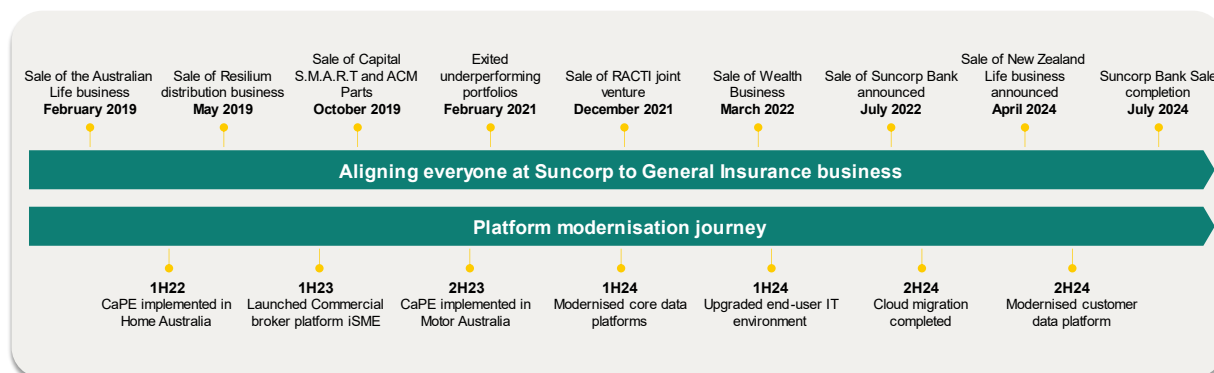 Sale of the Australian
Life business
February 2019
Sale of Resilium
distribution business
May 2019
Sale of Capital
S.M.A.R.T and ACM
Parts
October 2019
Exited
underperforming
portfolios
February 2021
Sale of RACTI joint
venture
December 2021
Sale of Wealth
Business
March 2022
Sale of Suncorp Bank
announced
July 2022
Sale of New Zealand
Life business
announced
April 2024
Suncorp Bank Sale
completion
July 2024
Aligning everyone at Suncorp to General Insurance business
Platform modernisation journey
1H22
CaPE implemented in
Home Australia
1H23
Launched Commercial
broker platform iSME
2H23
CaPE implemented in
Motor Australia
1H24
Modernised core data
platforms
1H24
Upgraded end-user IT
environment
2H24
Cloud migration
completed
2H24
Modernised customer
data platform